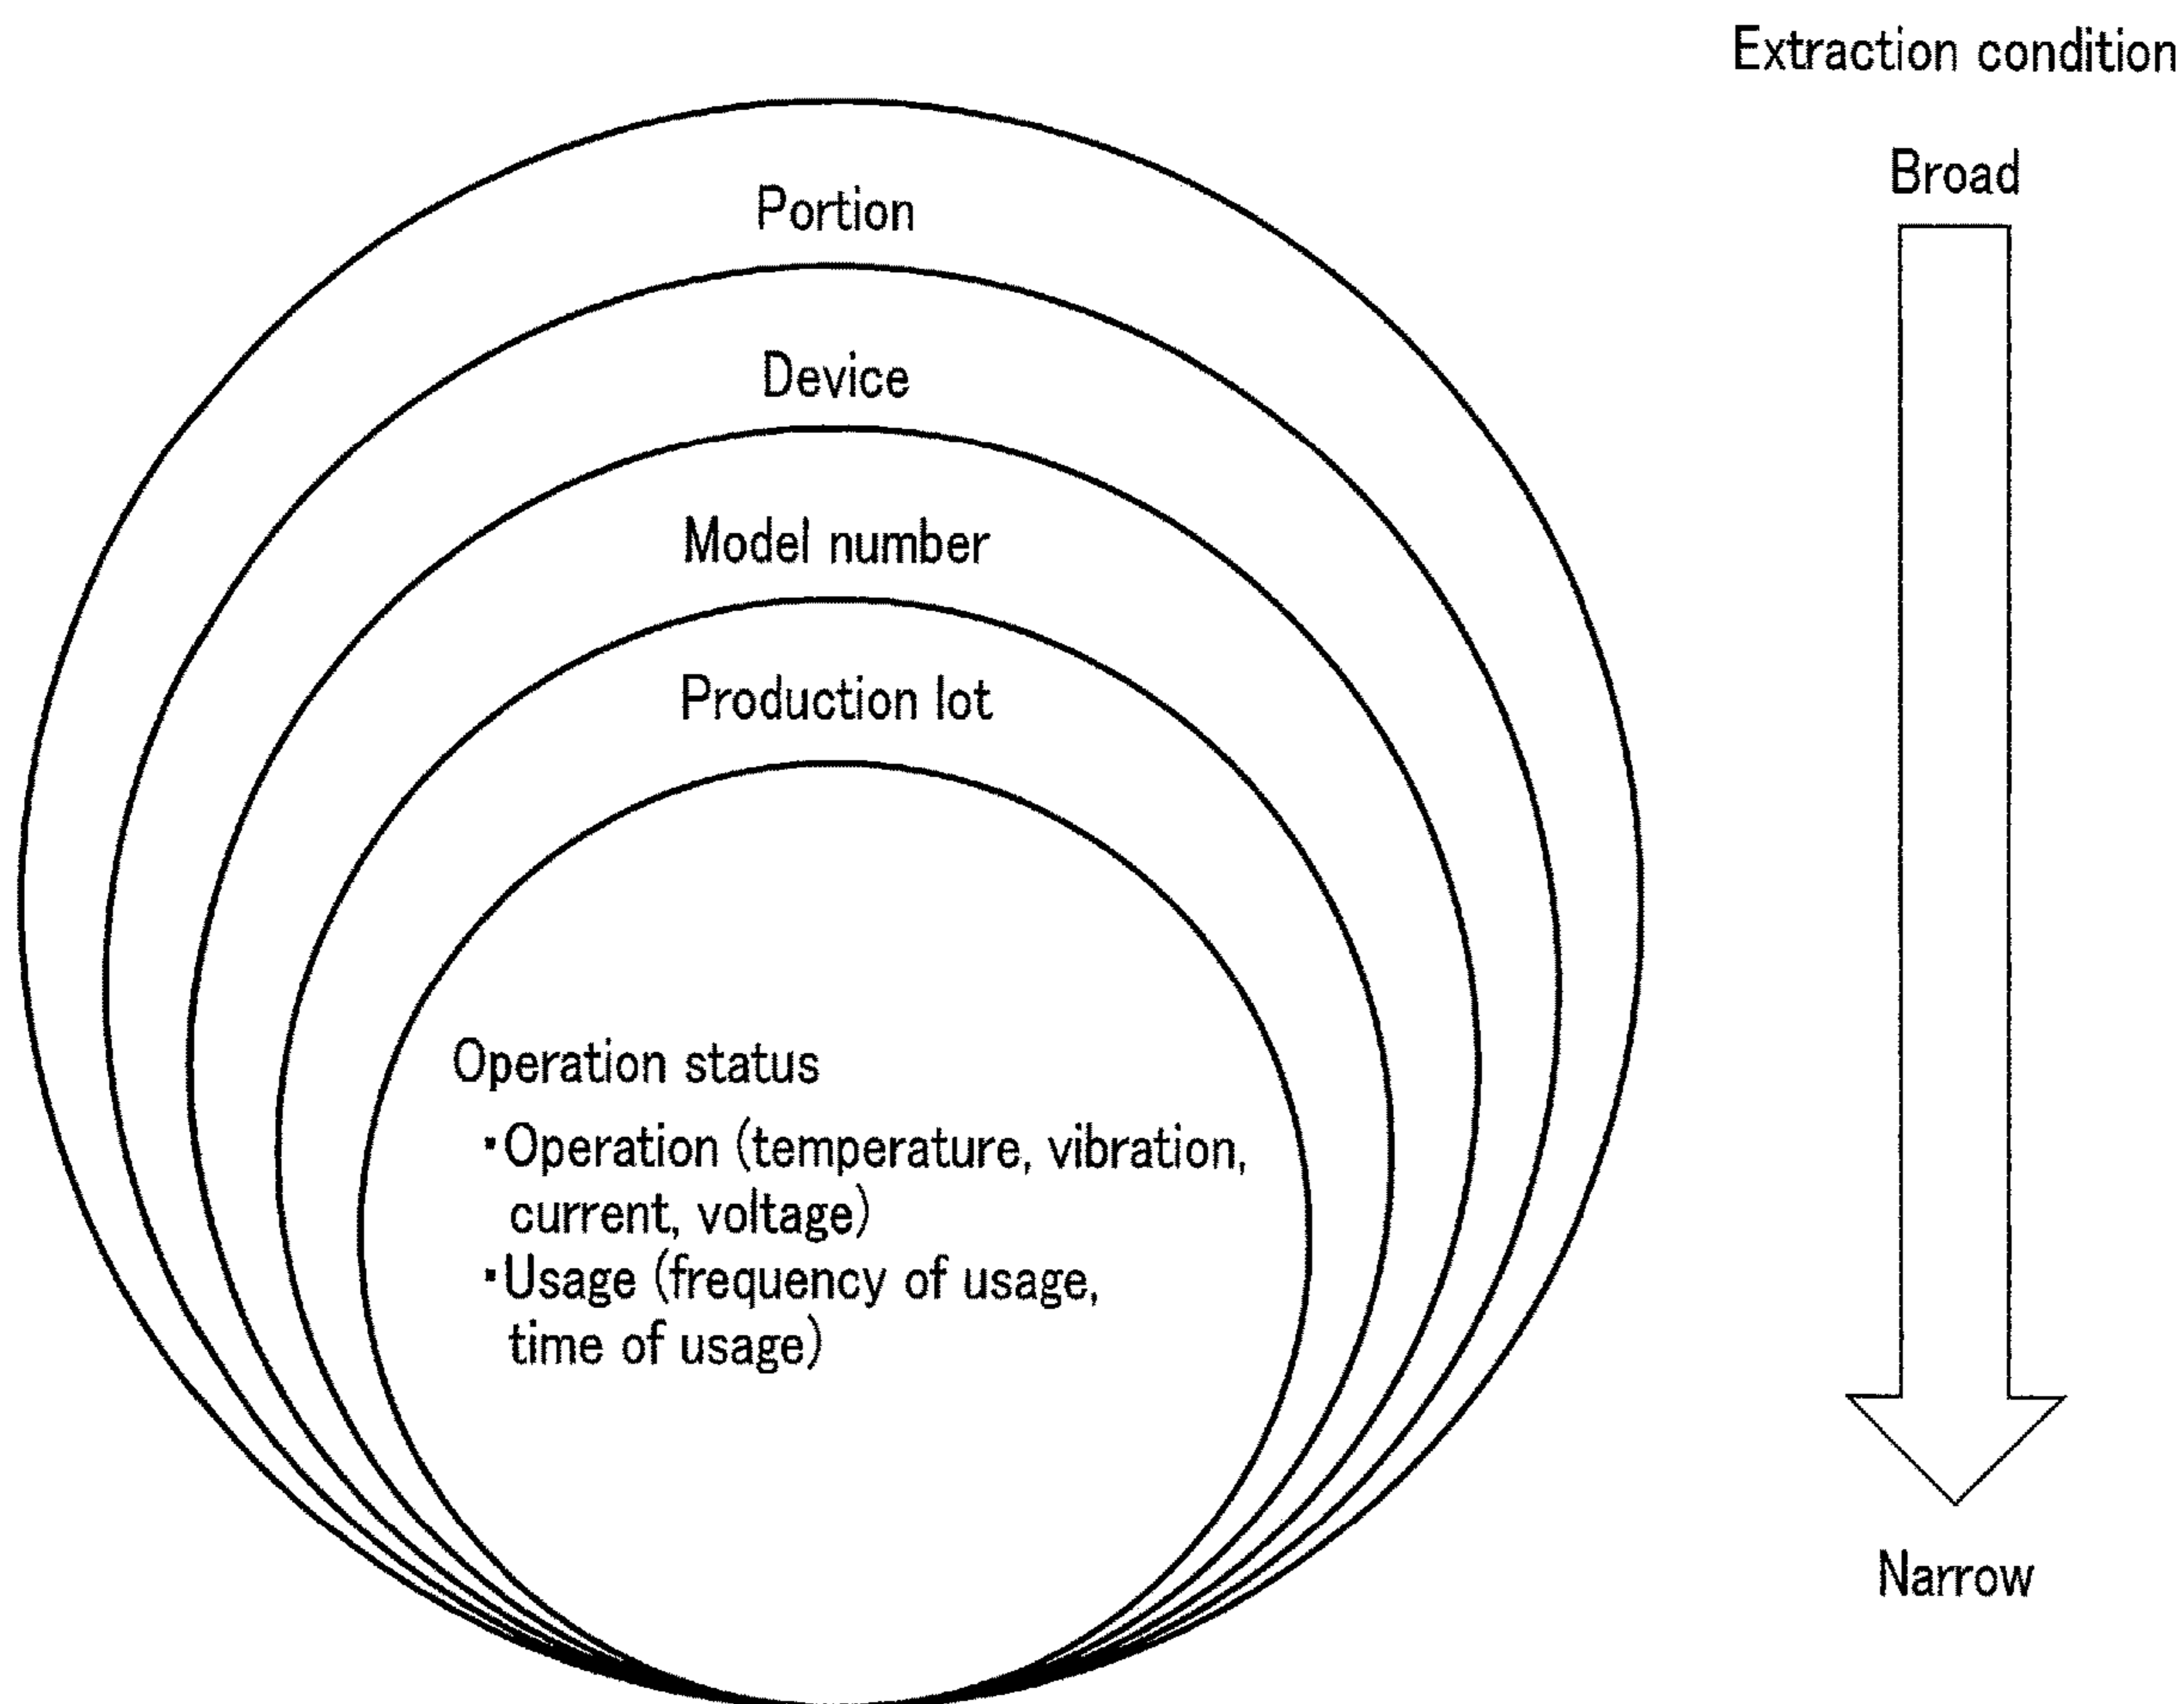 Extraction condition
Broad
Portion
Device
Model number
Production lot
Operation status
・Operation (temperature, vibration,
current, voltage)
・Usage (frequency of usage,
time of usage)
Narrow